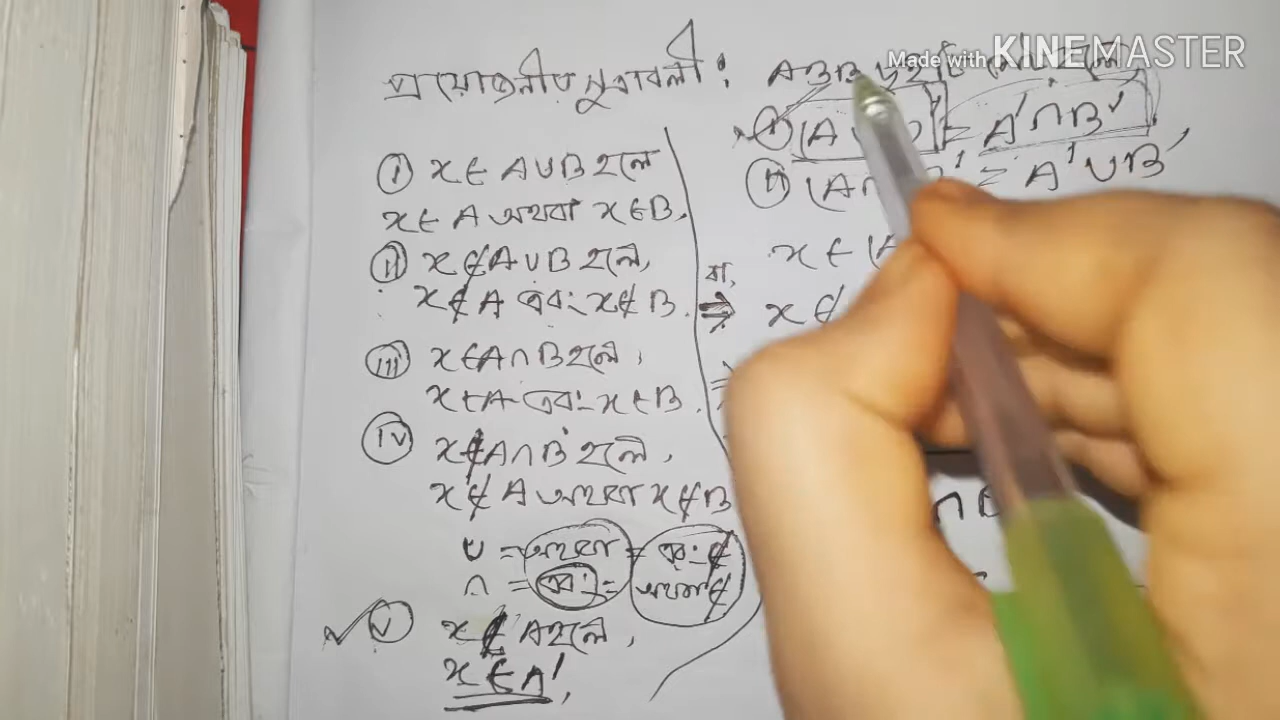 Made with KINEMASTER
প্রয়োজনীয় সূত্রাবলী :
(i) x ∈ A ∪ B হলে
x ∈ A অথবা x ∈ B.
(ii) x ∉ A ∪ B হলে,
x ∉ A এবং x ∉ B.
(iii) x ∈ A ∩ B হলে,
x ∈ A এবং x ∈ B.
(iv) x ∉ A ∩ B হলে,
x ∉ A অথবা x ∉ B
∪ = অথবা = এবং ∉
∩ = এবং = অথবা ∉
(v) x ∉ A হলে,
x ∈ A',
A ও B
(i) (A = A' ∩ B'
(ii) (A ∩ ' = A' ∪ B'
x ∈ (A
বা,
⇒ x ∉
∩ B